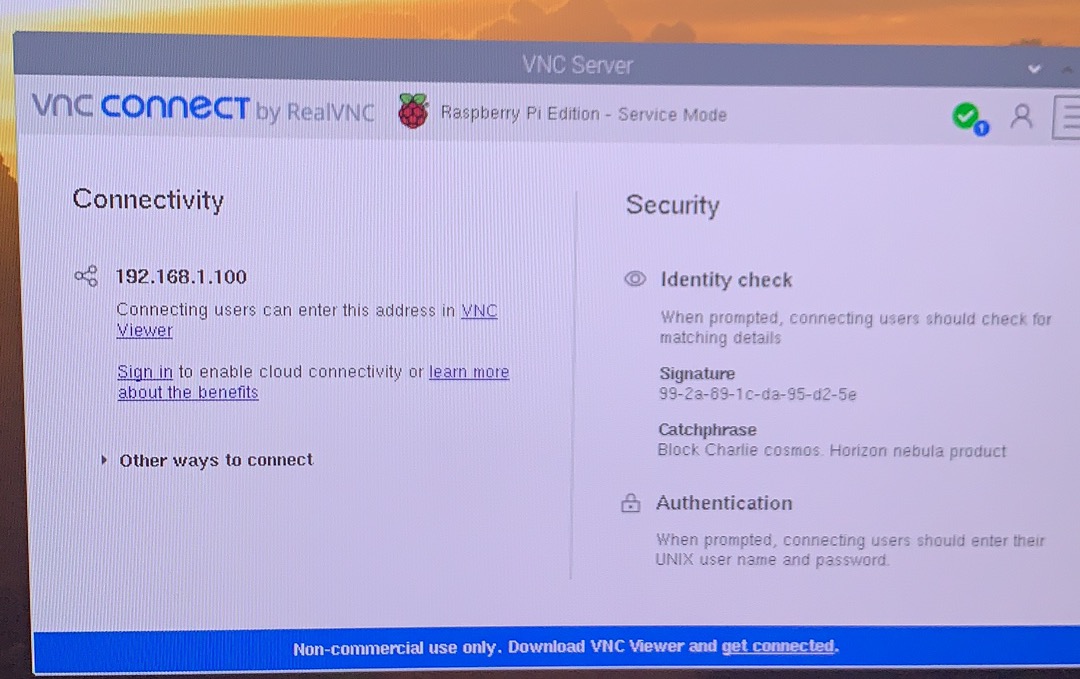 VNC Server
vnc connect by RealVNC Raspberry Pi Edition - Service Mode
1
Connectivity
192.168.1.100
Connecting users can enter this address in VNC
Viewer
Sign in to enable cloud connectivity or learn more
about the benefits
Other ways to connect
Security
Identity check
When prompted, connecting users should check for
matching details
Signature
99-2a-89-1c-da-95-d2-5e
Catchphrase
Block Charlie cosmos. Horizon nebula product
Authentication
When prompted, connecting users should enter their
UNIX user name and password.
Non-commercial use only. Download VNC Viewer and get connected.